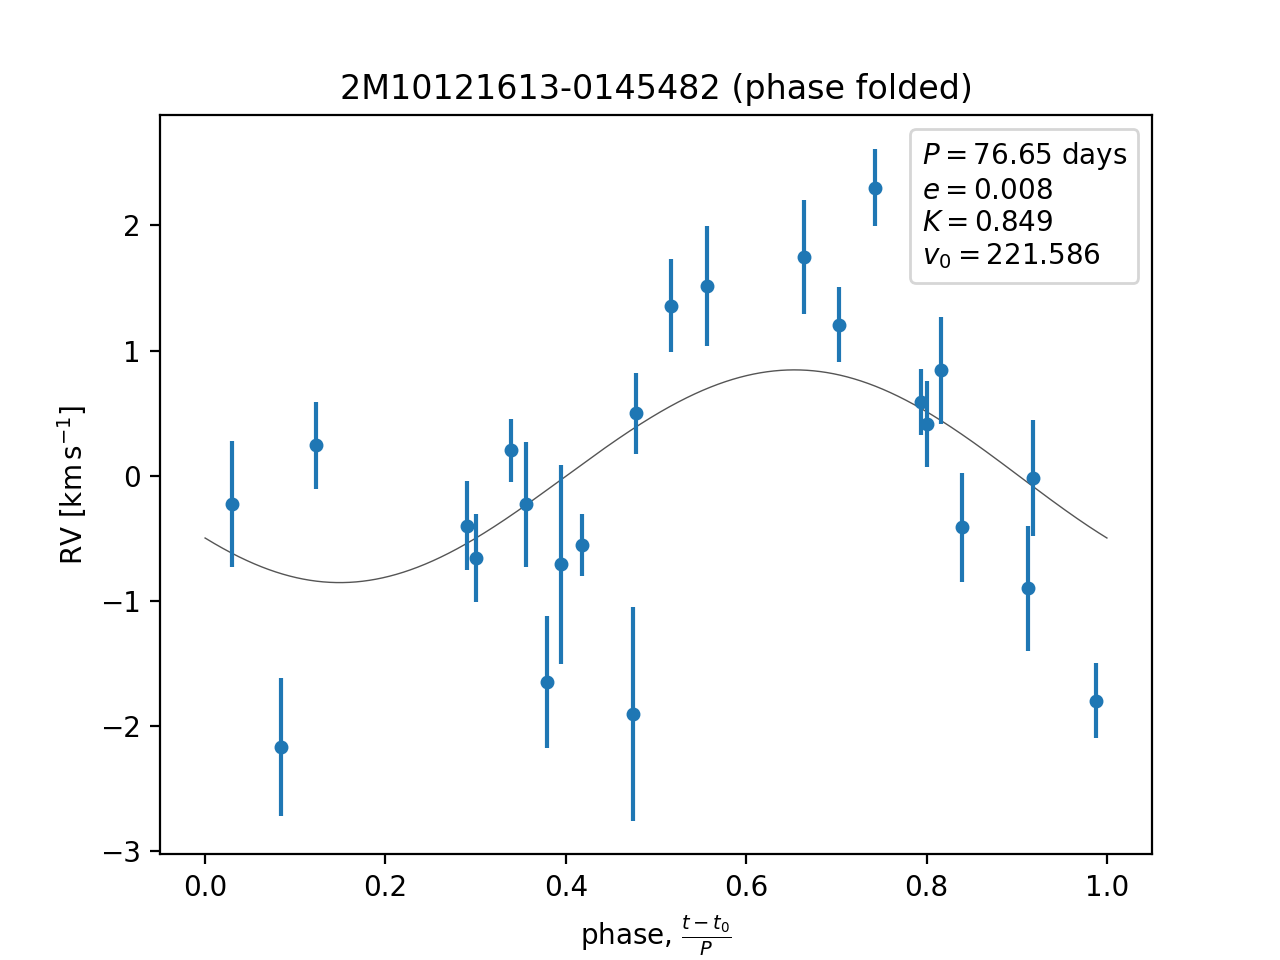 2M10121613-0145482 (phase folded)
P = 76.65 days
e = 0.008
K = 0.849
v₀ = 221.586
RV [km s⁻¹]
2
1
0
−1
−2
−3
0.0 0.2 0.4 0.6 0.8 1.0
phase, (t − t₀)/P